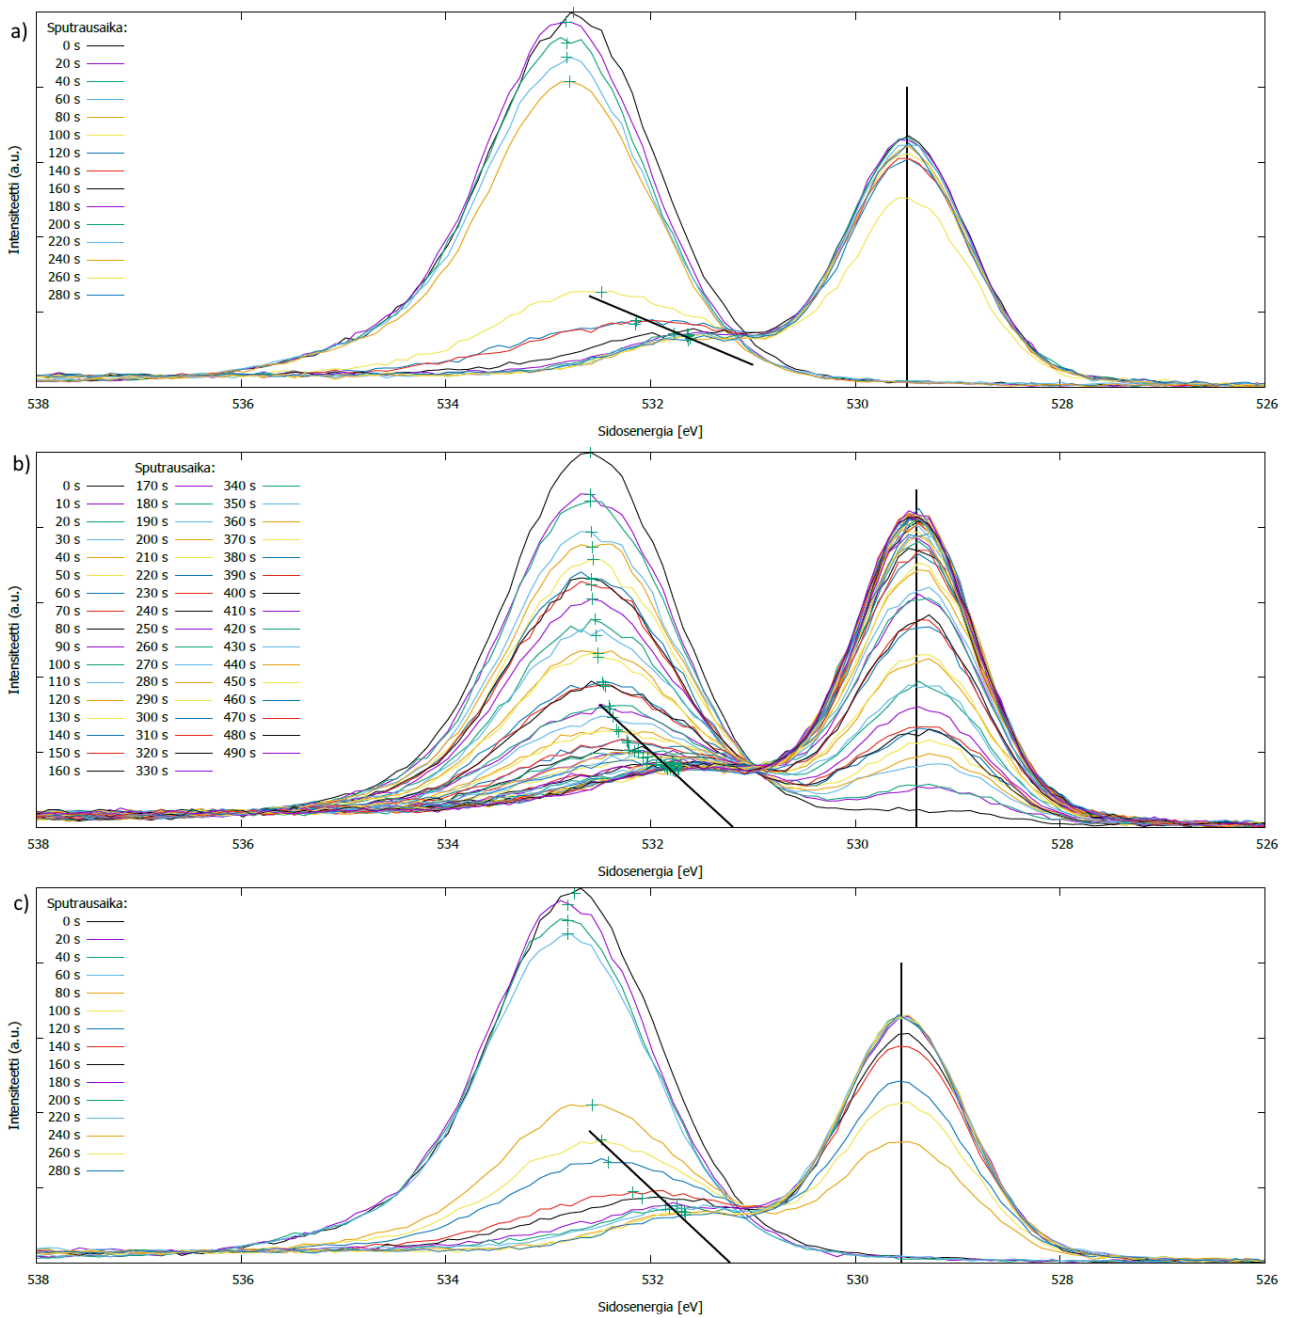 a)
Sputrausaika:
0 s
20 s
40 s
60 s
80 s
100 s
120 s
140 s
160 s
180 s
200 s
220 s
240 s
260 s
280 s
Intensiteetti (a.u.)
538 536 534 532 530 528 526
Sidosenergia [eV]
b)
Sputrausaika:
0 s 170 s 340 s
10 s 180 s 350 s
20 s 190 s 360 s
30 s 200 s 370 s
40 s 210 s 380 s
50 s 220 s 390 s
60 s 230 s 400 s
70 s 240 s 410 s
80 s 250 s 420 s
90 s 260 s 430 s
100 s 270 s 440 s
110 s 280 s 450 s
120 s 290 s 460 s
130 s 300 s 470 s
140 s 310 s 480 s
150 s 320 s 490 s
160 s 330 s
Intensiteetti (a.u.)
538 536 534 532 530 528 526
Sidosenergia [eV]
c)
Sputrausaika:
0 s
20 s
40 s
60 s
80 s
100 s
120 s
140 s
160 s
180 s
200 s
220 s
240 s
260 s
280 s
Intensiteetti (a.u.)
538 536 534 532 530 528 526
Sidosenergia [eV]